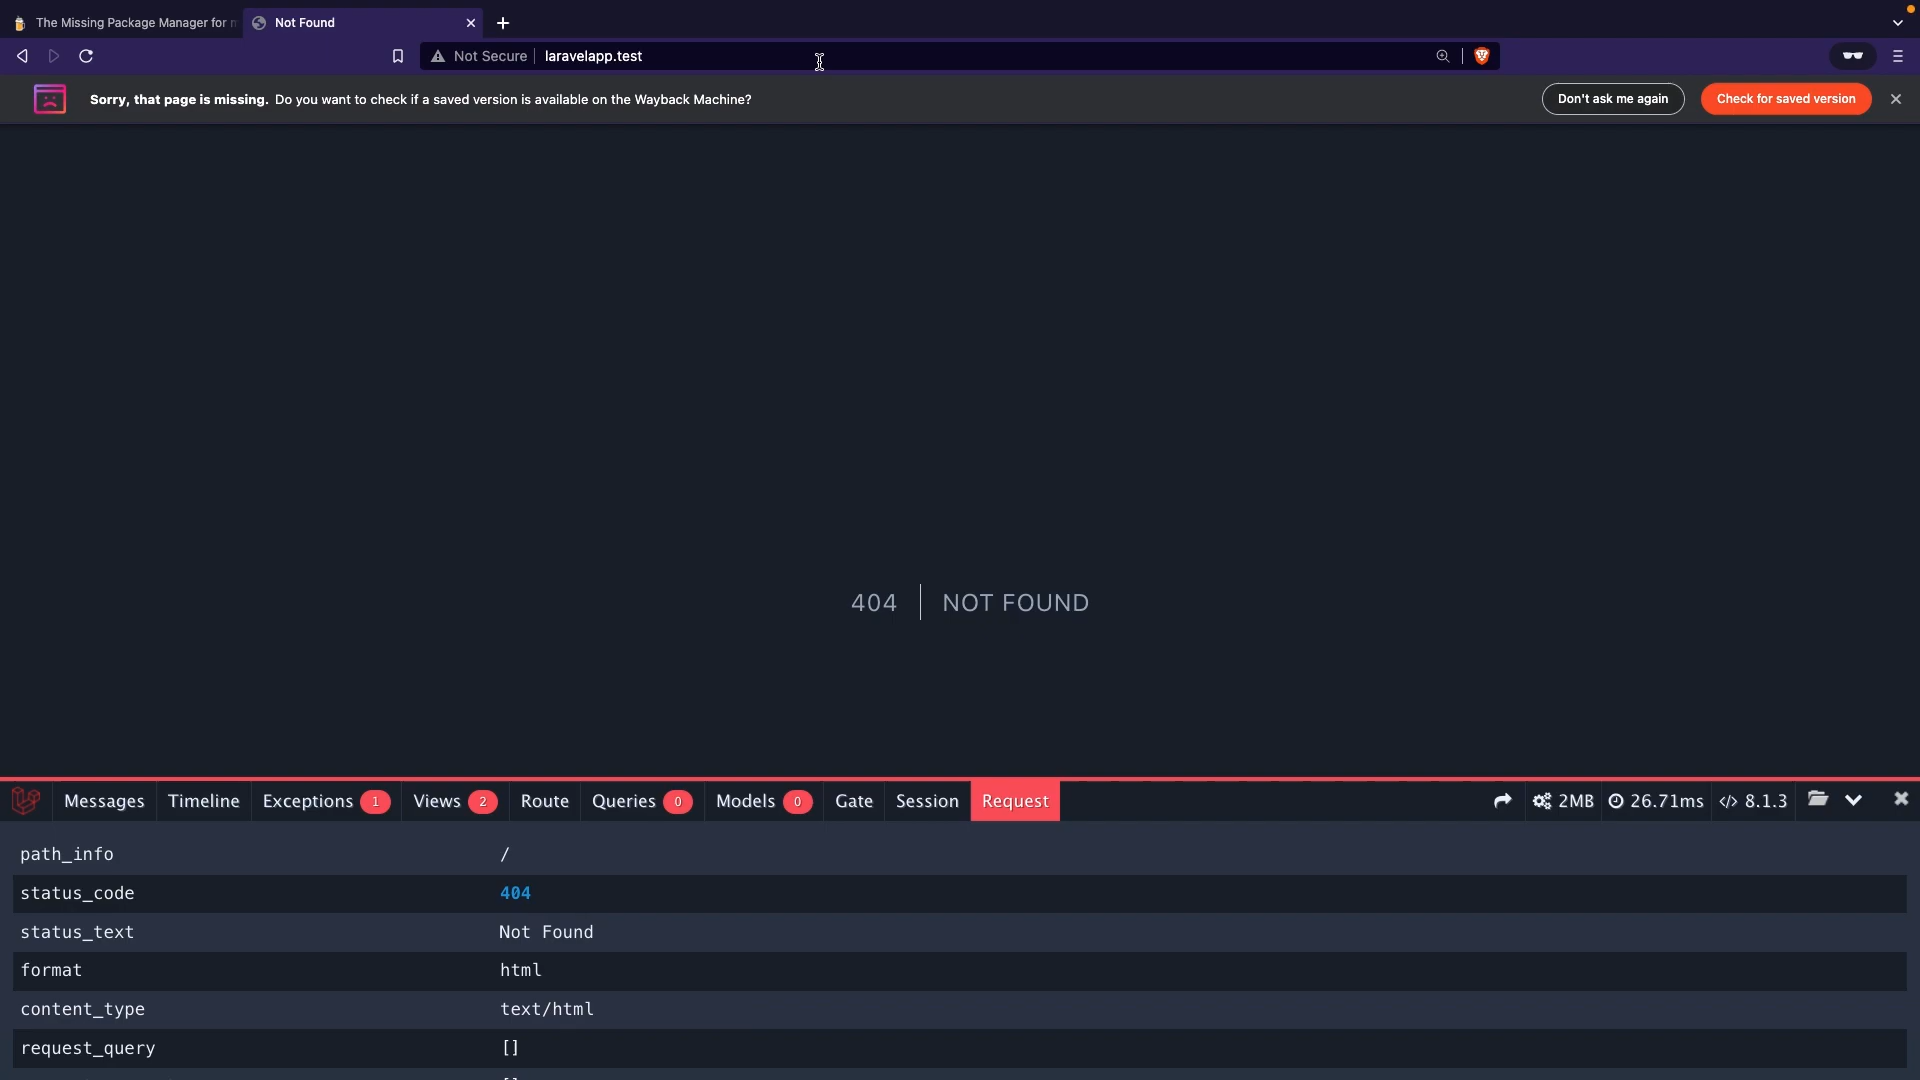 The Missing Package Manager for m
Not Found
Not Secure
laravelapp.test
Sorry, that page is missing. Do you want to check if a saved version is available on the Wayback Machine?
Don't ask me again
Check for saved version
404 NOT FOUND
Messages Timeline Exceptions 1 Views 2 Route Queries 0 Models 0 Gate Session Request 2MB 26.71ms 8.1.3
path_info /
status_code 404
status_text Not Found
format html
content_type text/html
request_query []